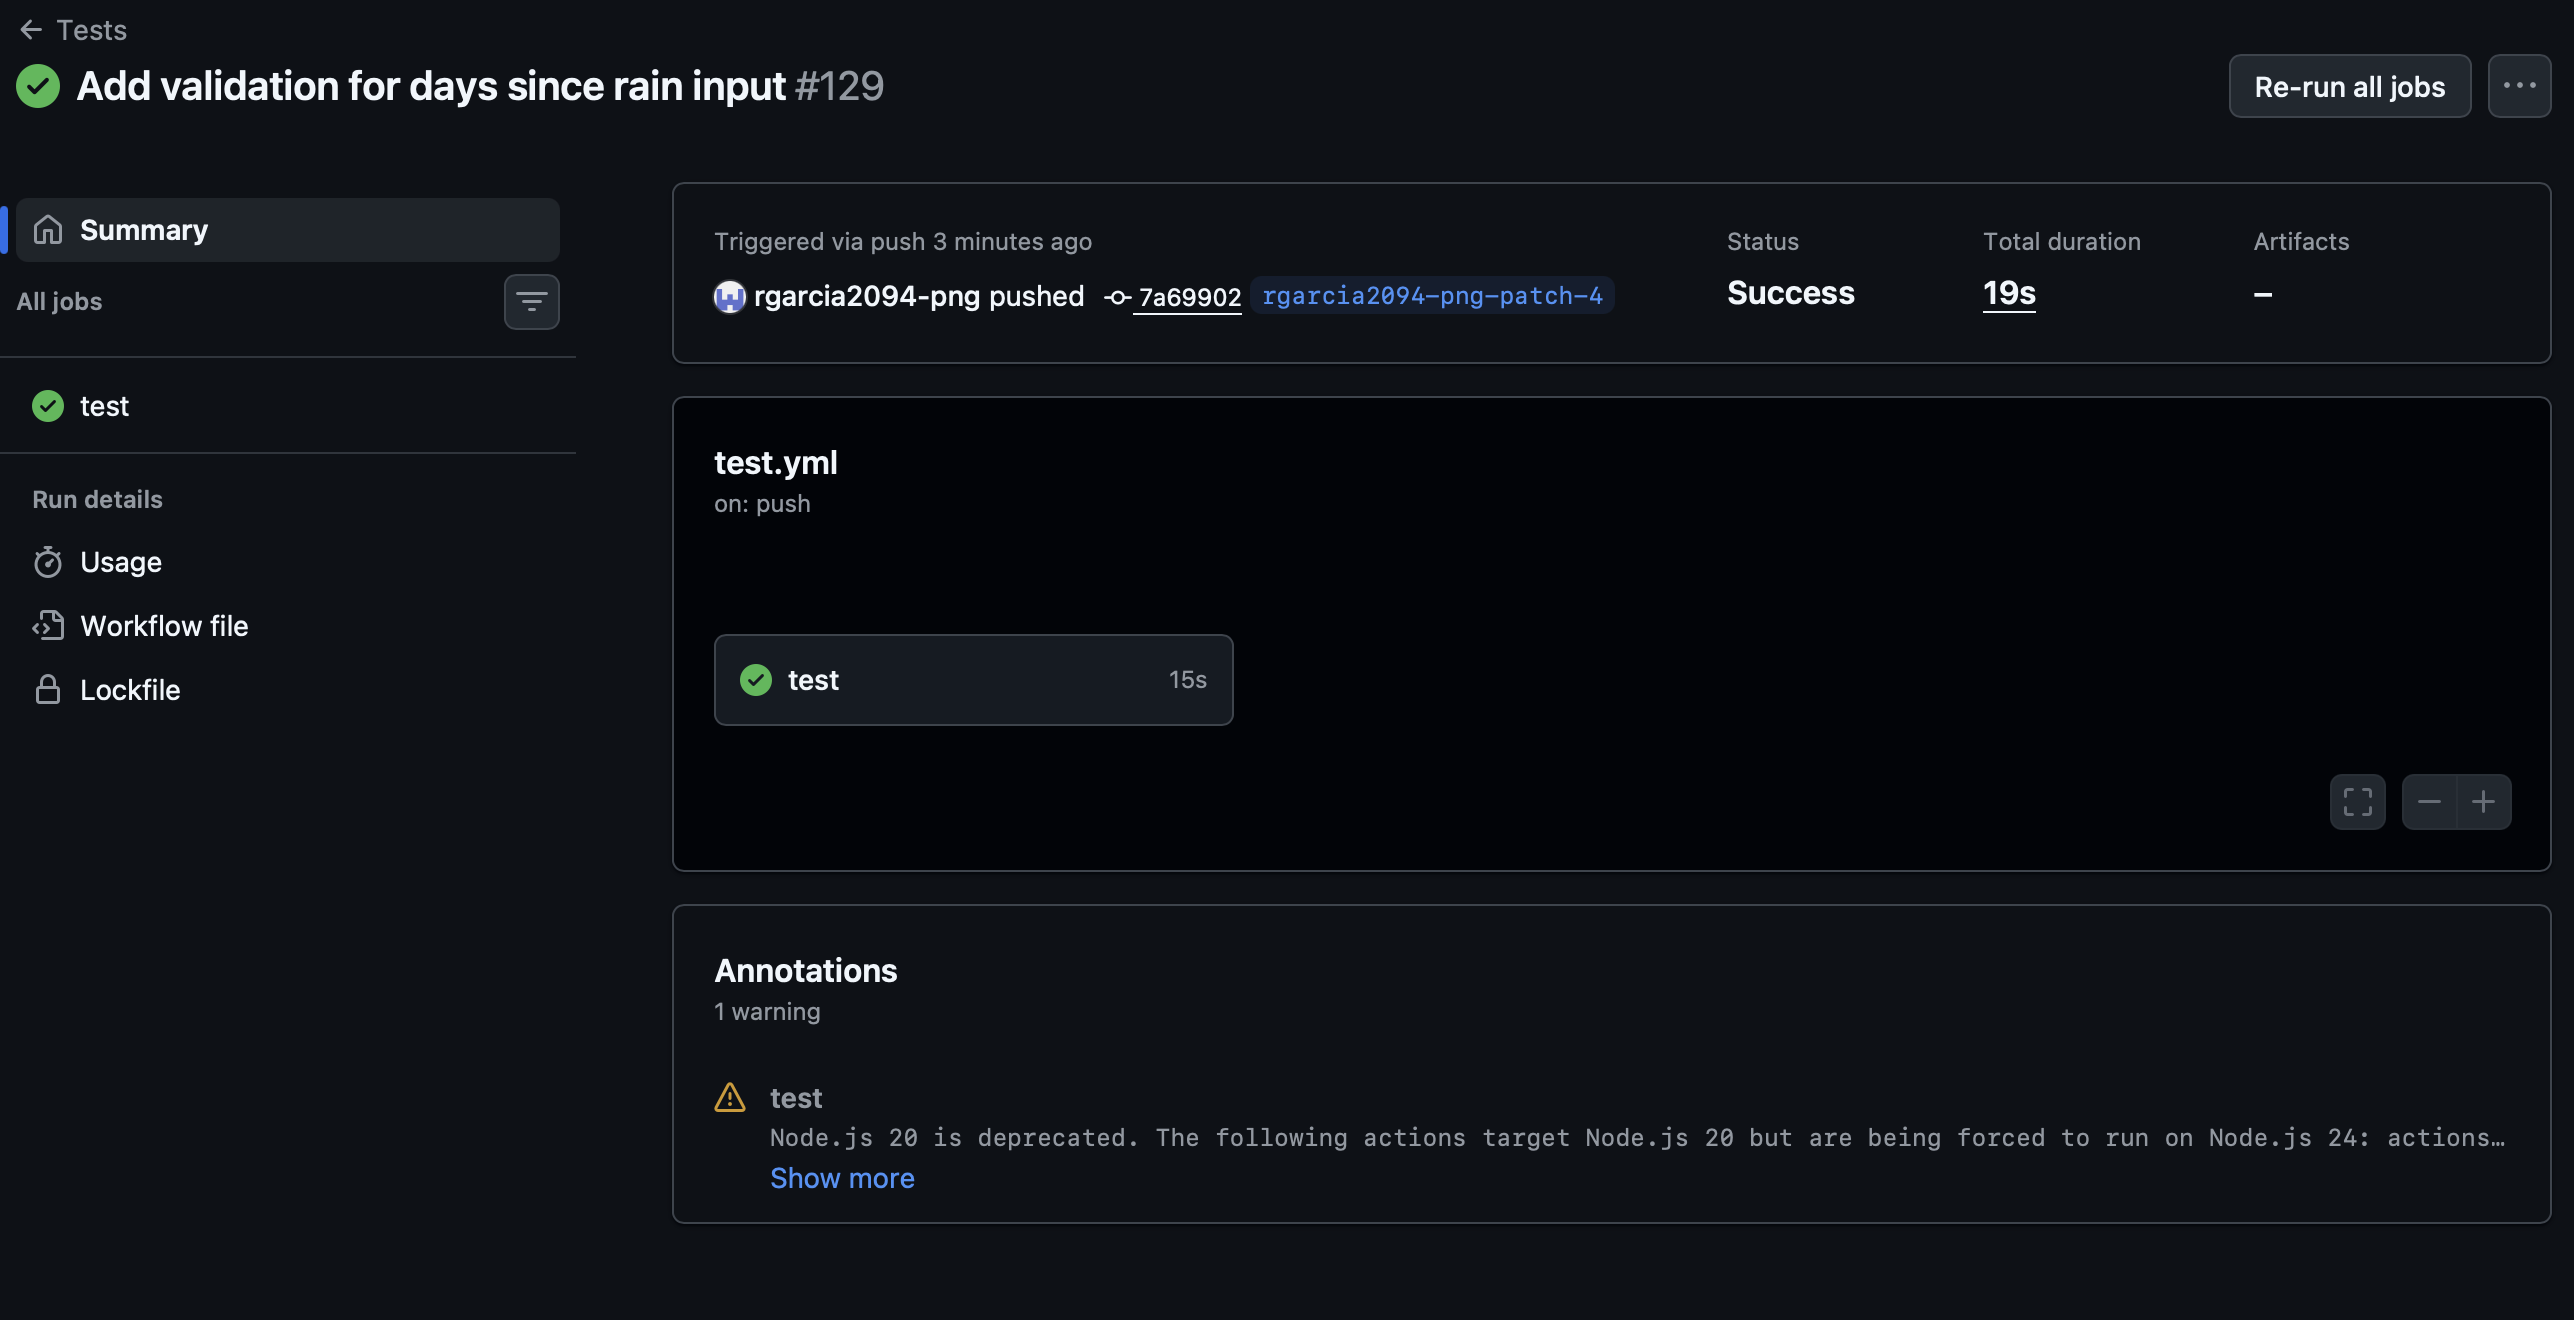 Tests
Add validation for days since rain input #129
Re-run all jobs
Summary
All jobs
test
Run details
Usage
Workflow file
Lockfile
Triggered via push 3 minutes ago
rgarcia2094-png pushed 7a69902 rgarcia2094-png-patch-4
Status
Success
Total duration
19s
Artifacts
–
test.yml
on: push
test 15s
Annotations
1 warning
test
Node.js 20 is deprecated. The following actions target Node.js 20 but are being forced to run on Node.js 24: actions…
Show more